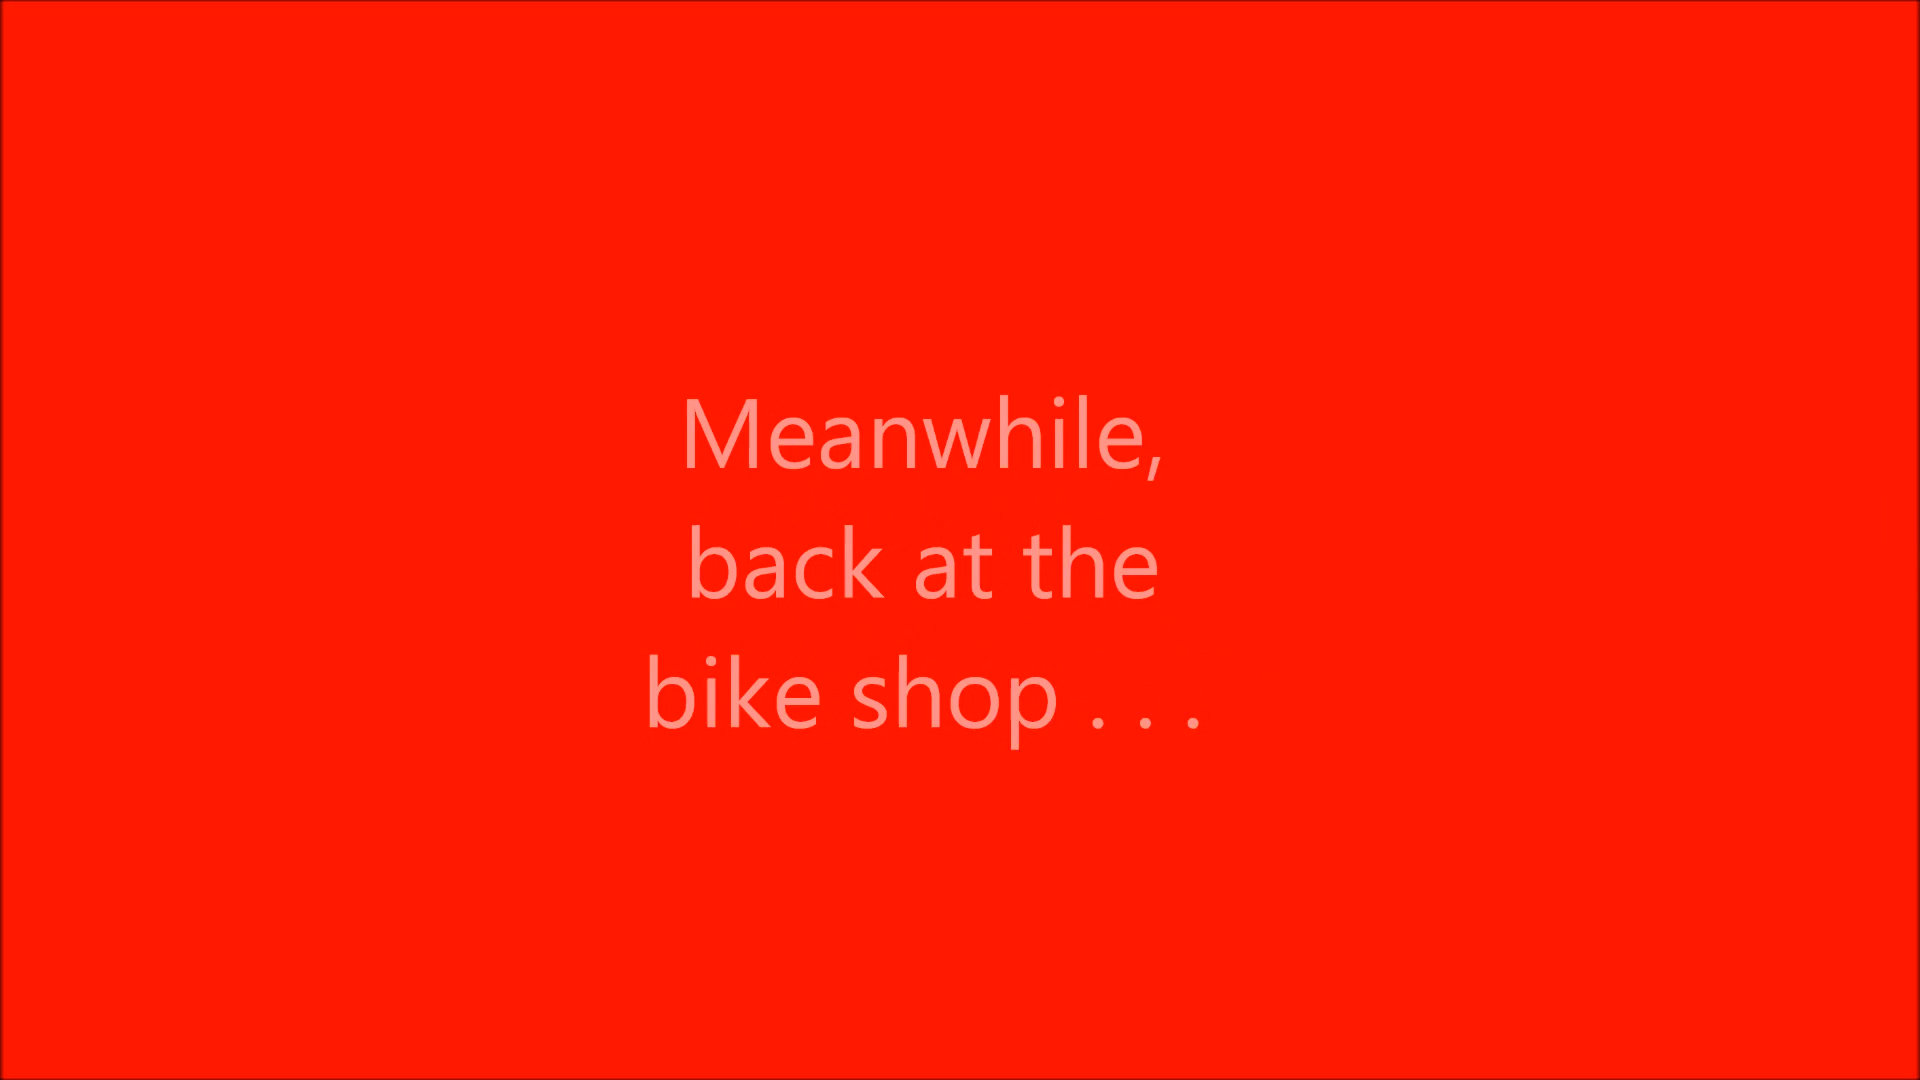 Meanwhile,
back at the
bike shop . . .